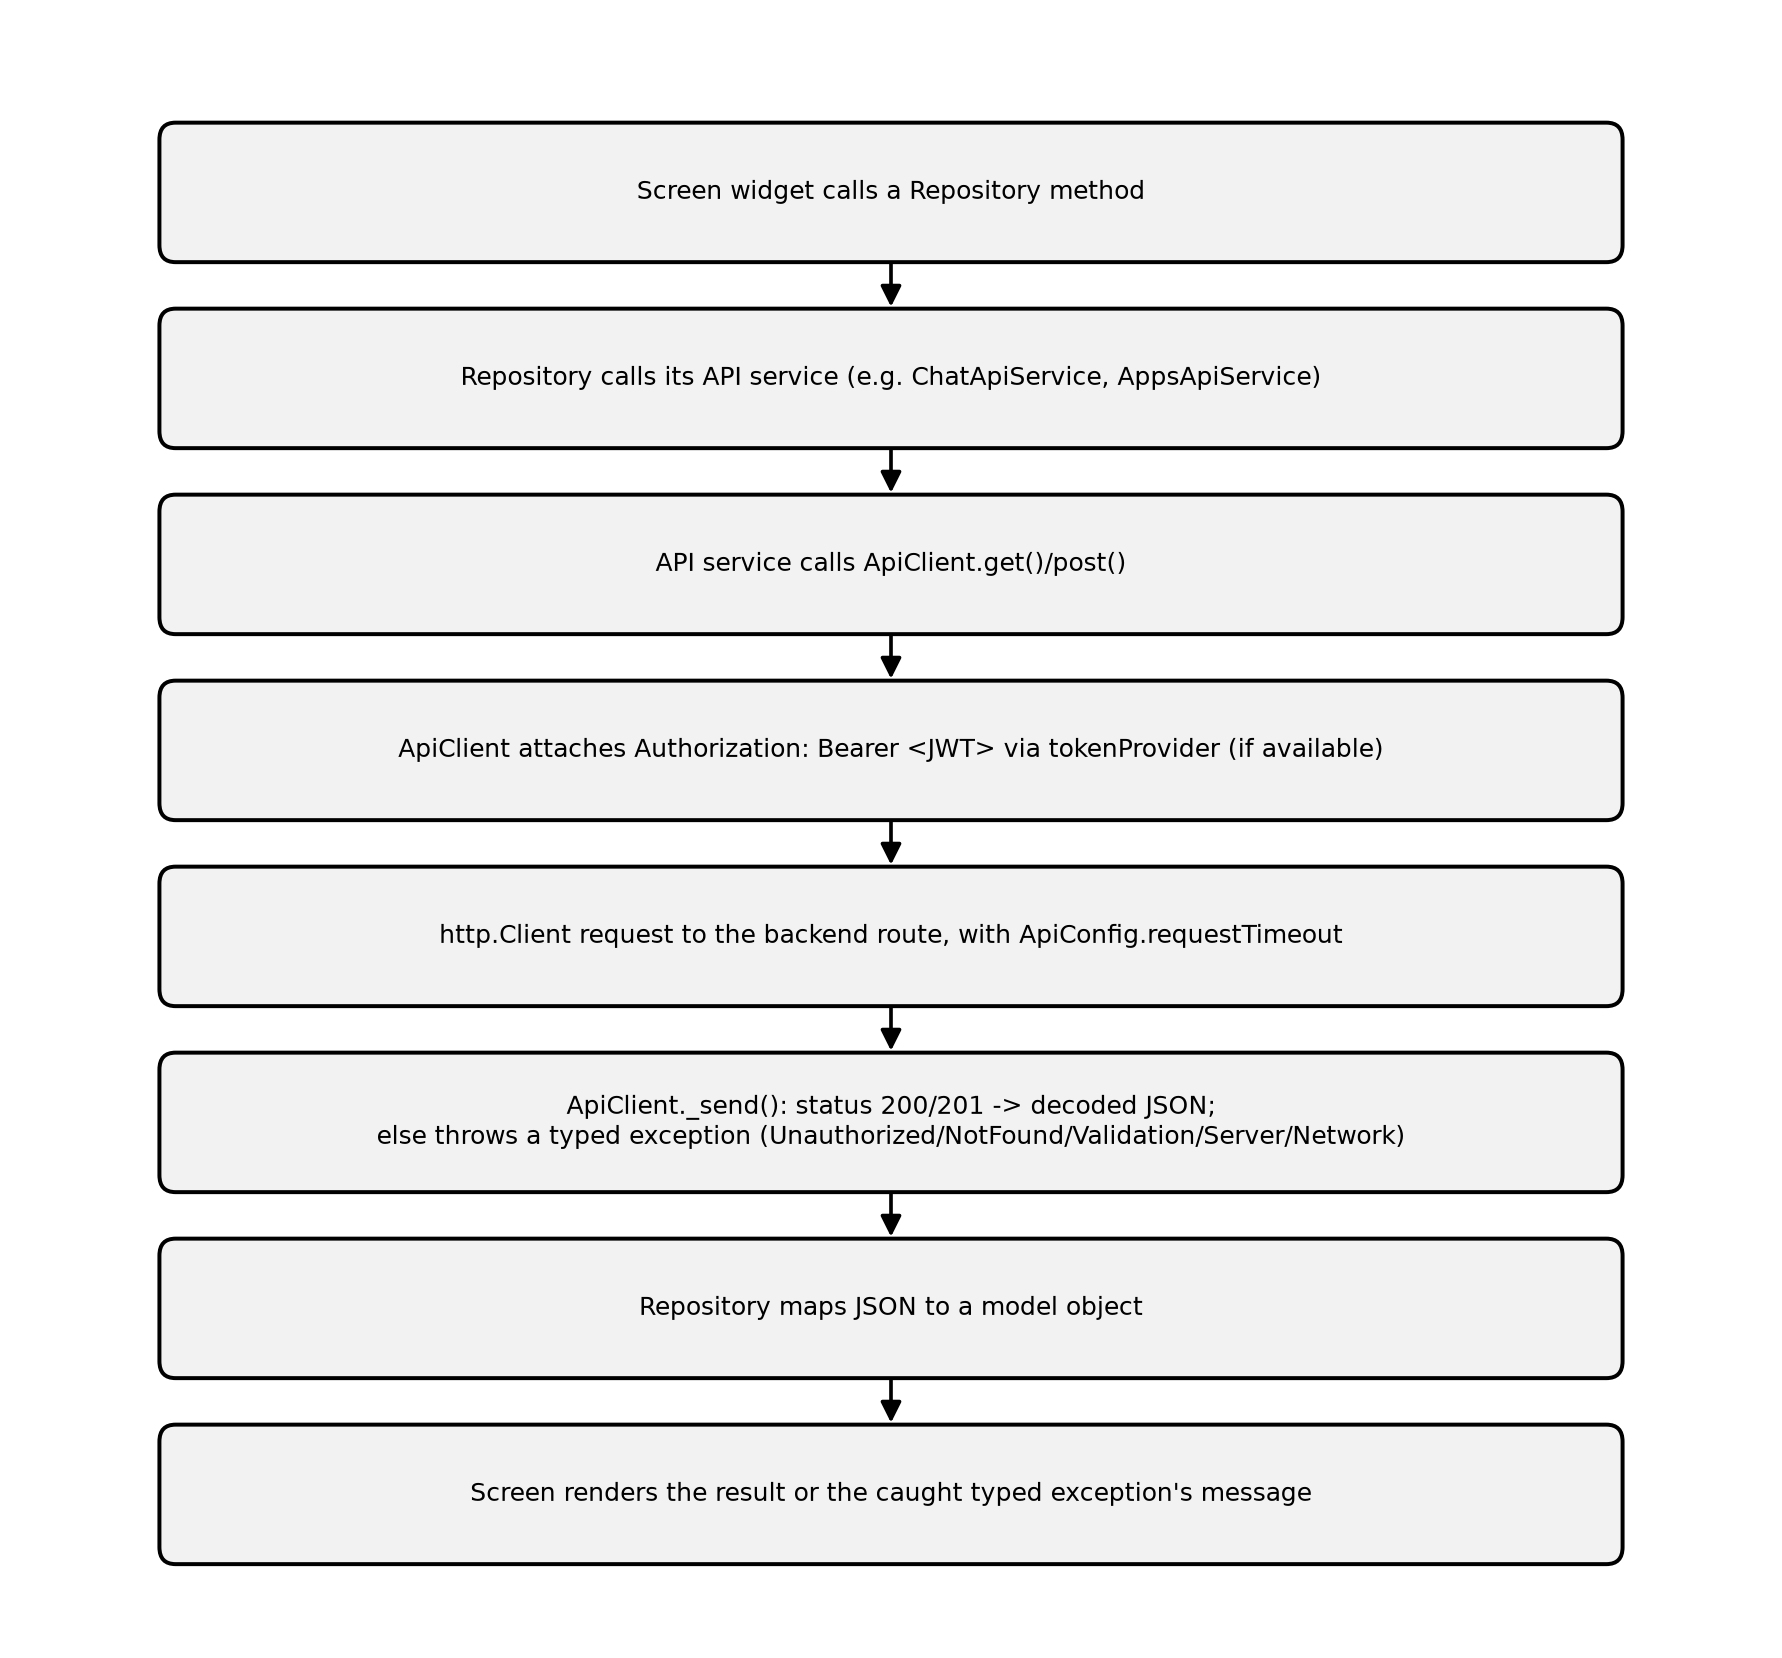 Screen widget calls a Repository method
Repository calls its API service (e.g. ChatApiService, AppsApiService)
API service calls ApiClient.get()/post()
ApiClient attaches Authorization: Bearer <JWT> via tokenProvider (if available)
http.Client request to the backend route, with ApiConfig.requestTimeout
ApiClient._send(): status 200/201 -> decoded JSON;
else throws a typed exception (Unauthorized/NotFound/Validation/Server/Network)
Repository maps JSON to a model object
Screen renders the result or the caught typed exception's message